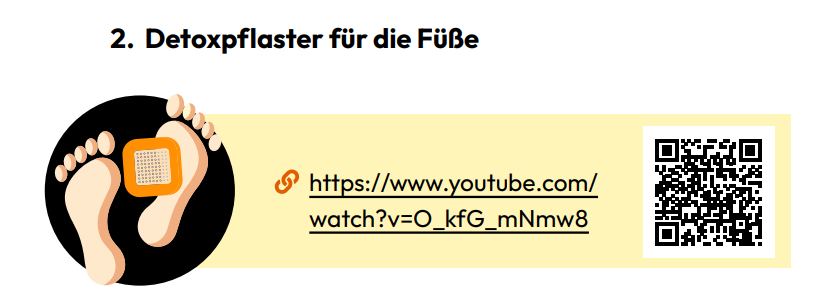 2. Detoxpflaster für die Füße
https://www.youtube.com/
watch?v=O_kfG_mNmw8